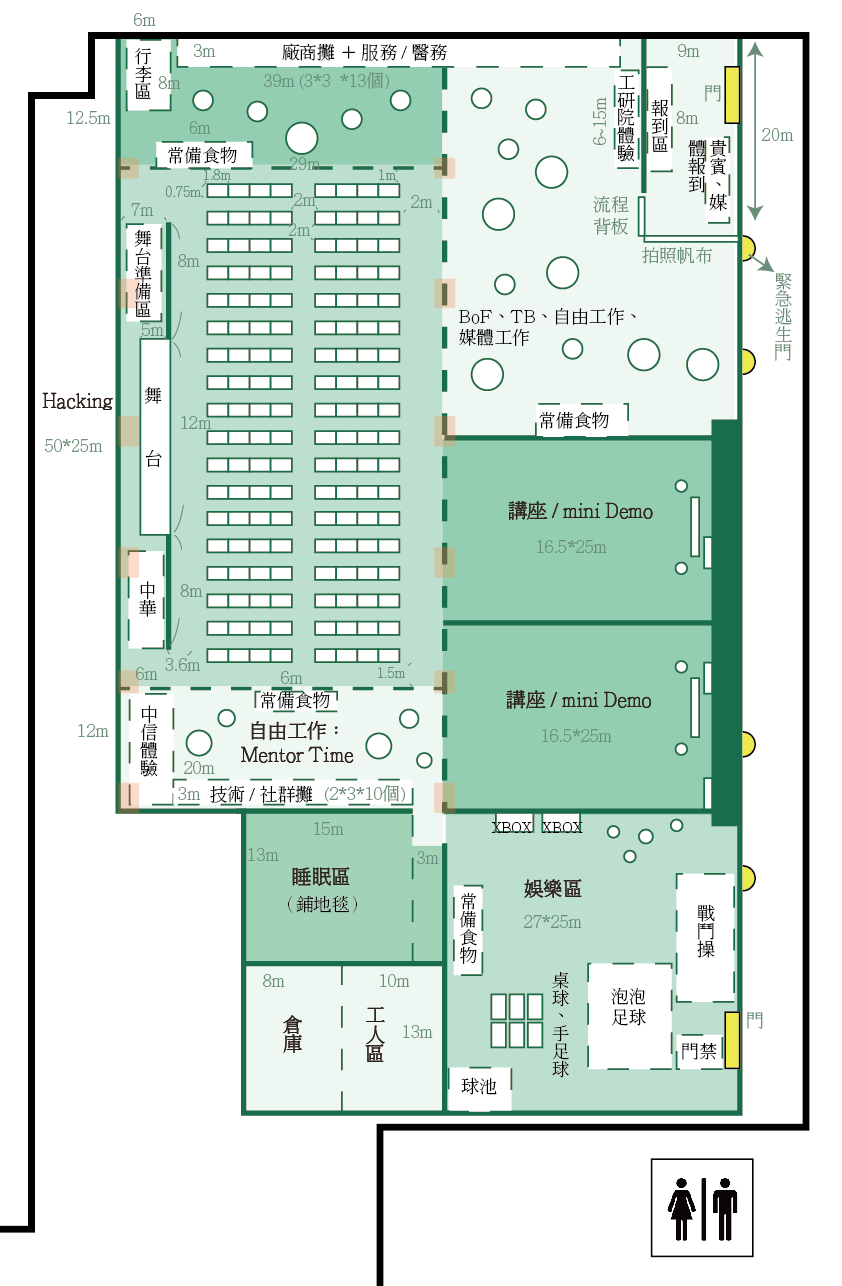 6m
3m
廠商攤 ＋ 服務 / 醫務
9m
行李區
8m
39m (3*3 *13個)
工研院體驗
報到區
門
12.5m
6~15m
8m
20m
6m
常備食物
貴賓、媒
體報到
29m
1.8m
1m
0.75m
2m
2m
2m
7m
流程
背板
舞台準備區
8m
拍照帆布
緊急逃生門
5m
BoF、TB、自由工作、
媒體工作
Hacking
50*25m
舞台
12m
常備食物
講座 / mini Demo
16.5*25m
中華
8m
3.6m
6m
6m
1.5m
常備食物
講座 / mini Demo
16.5*25m
12m
中信體驗
自由工作：
Mentor Time
20m
3m
技術 / 社群攤 (2*3*10個)
15m
13m
3m
睡眠區
（鋪地毯）
XBOX
XBOX
娛樂區
27*25m
常備食物
戰鬥操
8m
10m
倉庫
工人區
13m
桌球、手足球
泡泡
足球
門
門禁
球池